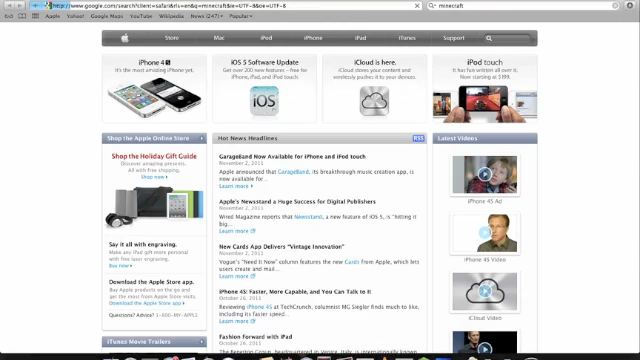 http://www.google.com/search?client=safari&rls=en&q=minecraft&ie=UTF-8&oe=UTF-8
minecraft
Apple Yahoo! Google Maps YouTube Wikipedia News (247) Popular
Store Mac iPod iPhone iPad iTunes Support
iPhone 4S
It's the most amazing iPhone yet.
iOS 5 Software Update
Get over 200 new features – free for
iPhone, iPad, and iPod touch.
iOS
iCloud is here.
iCloud stores your content and
wirelessly pushes it to your devices.
iPod touch
It has fun written all over it.
Now starting at $199.
Shop the Apple Online Store
Shop the Holiday Gift Guide
Discover amazing presents.
All with free shipping.
Shop now
Say it all with engraving.
Make any iPad gift more personal
with free laser engraving.
Buy now
Download the Apple Store app.
Buy Apple products on the go and
get the most from Apple Retail Stores.
Download the Apple Store app
Questions? Advice? 1-800-MY-APPLE
iTunes Movie Trailers
Hot News Headlines RSS
GarageBand Now Available for iPhone and iPod touch
November 2, 2011
Apple announced that GarageBand, its breakthrough music creation app, is
now available for...
Learn more
Apple's Newsstand a Huge Success for Digital Publishers
November 2, 2011
Wired Magazine reports that Newsstand, a new feature of iOS 5, is "hitting it
big...
Learn more
New Cards App Delivers "Vintage Innovation"
November 2, 2011
Vogue's "Need It Now" column features the new Cards from Apple, which lets
users create and mail...
Learn more
iPhone 4S: Faster, More Capable, and You Can Talk to It
October 26, 2011
Reviewing iPhone 4S at TechCrunch, columnist MG Siegler finds much to like,
including its faster...
Learn more
Fashion Forward with iPad
October 26, 2011
Latest Videos
iPhone 4S Ad
iPhone 4S Video
iCloud Video